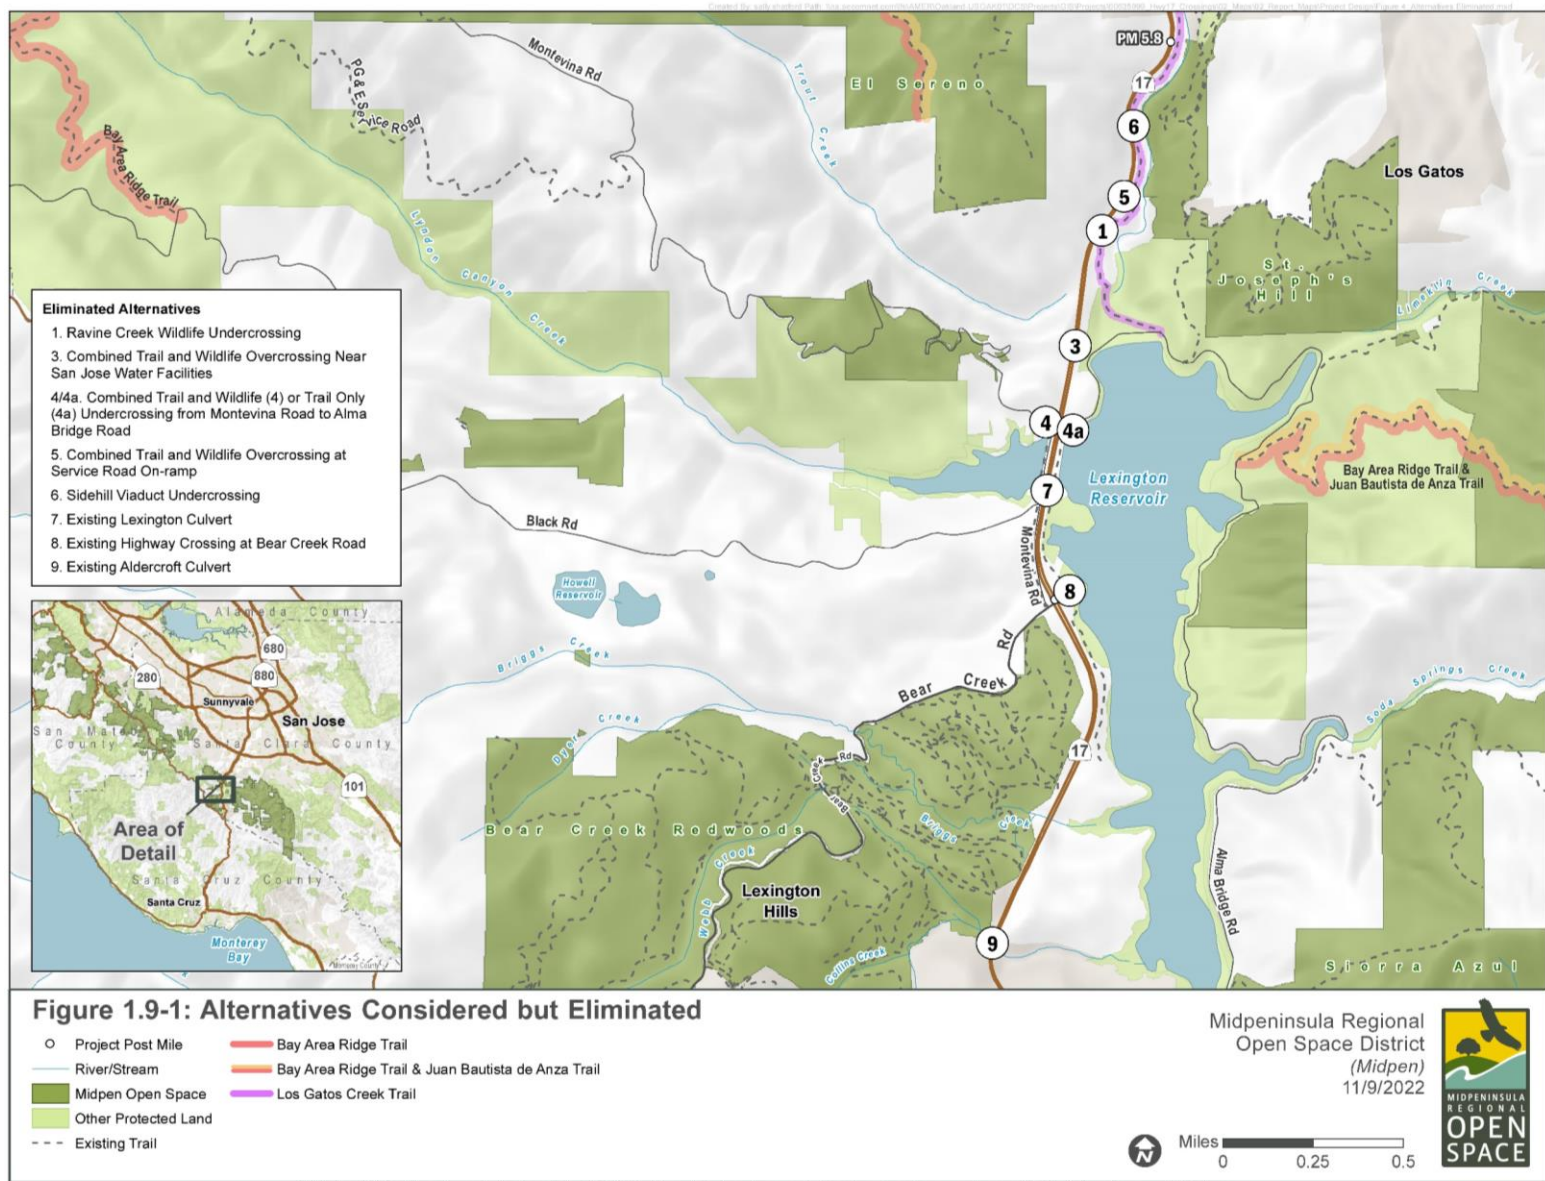 PM 5.8
17
Montevina Rd
PG&E Service Road
Trout Creek
El Sereno
6
Bay Area Ridge Trail
Los Gatos
5
1
Lyndon Canyon Creek
St. Joseph's Hill
Limekiln Creek
Eliminated Alternatives
1. Ravine Creek Wildlife Undercrossing
3. Combined Trail and Wildlife Overcrossing Near
San Jose Water Facilities
4/4a. Combined Trail and Wildlife (4) or Trail Only
(4a) Undercrossing from Montevina Road to Alma
Bridge Road
5. Combined Trail and Wildlife Overcrossing at
Service Road On-ramp
6. Sidehill Viaduct Undercrossing
7. Existing Lexington Culvert
8. Existing Highway Crossing at Bear Creek Road
9. Existing Aldercroft Culvert
3
4
4a
Lexington
Reservoir
Bay Area Ridge Trail &
Juan Bautista de Anza Trail
7
Black Rd
Montevina Rd
Howell
Reservoir
8
Briggs Creek
Bear Creek Rd
Soda Springs Creek
Dyer Creek
17
Bear Creek Rd
Bear Creek Redwoods
Briggs Creek
Webb Creek
Lexington
Hills
Alma Bridge Rd
Collins Creek
9
Sierra Azul
Alameda County
680
280
880
Sunnyvale
San Jose
San Mateo
County
Santa Clara County
101
Area of
Detail
Santa Cruz County
Santa Cruz
Monterey
Bay
Monterey County
Figure 1.9-1: Alternatives Considered but Eliminated
Project Post Mile
River/Stream
Midpen Open Space
Other Protected Land
Existing Trail
Bay Area Ridge Trail
Bay Area Ridge Trail & Juan Bautista de Anza Trail
Los Gatos Creek Trail
Midpeninsula Regional
Open Space District
(Midpen)
11/9/2022
N
Miles
0 0.25 0.5
MIDPENINSULA
REGIONAL
OPEN
SPACE